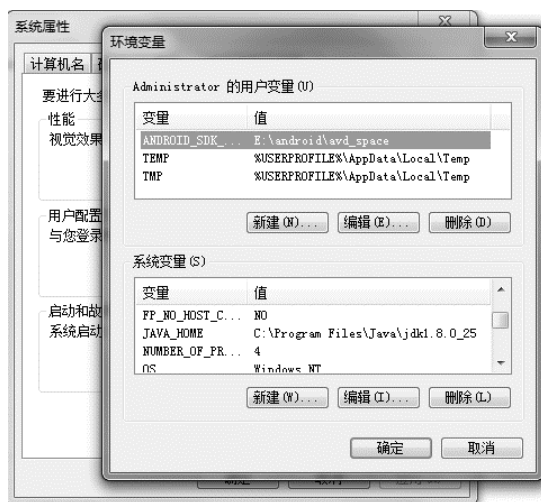 系统属性
环境变量
计算机名
要进行大
性能
视觉效果
用户配置
与您登录
启动和故
系统启动
Administrator 的用户变量(U)
变量 值
ANDROID_SDK_... E:\android\avd_space
TEMP %USERPROFILE%\AppData\Local\Temp
TMP %USERPROFILE%\AppData\Local\Temp
新建(N)... 编辑(E)... 删除(D)
系统变量(S)
变量 值
FP_NO_HOST_C... NO
JAVA_HOME C:\Program Files\Java\jdk1.8.0_25
NUMBER_OF_PR... 4
OS Windows NT
新建(W)... 编辑(I)... 删除(L)
确定 取消